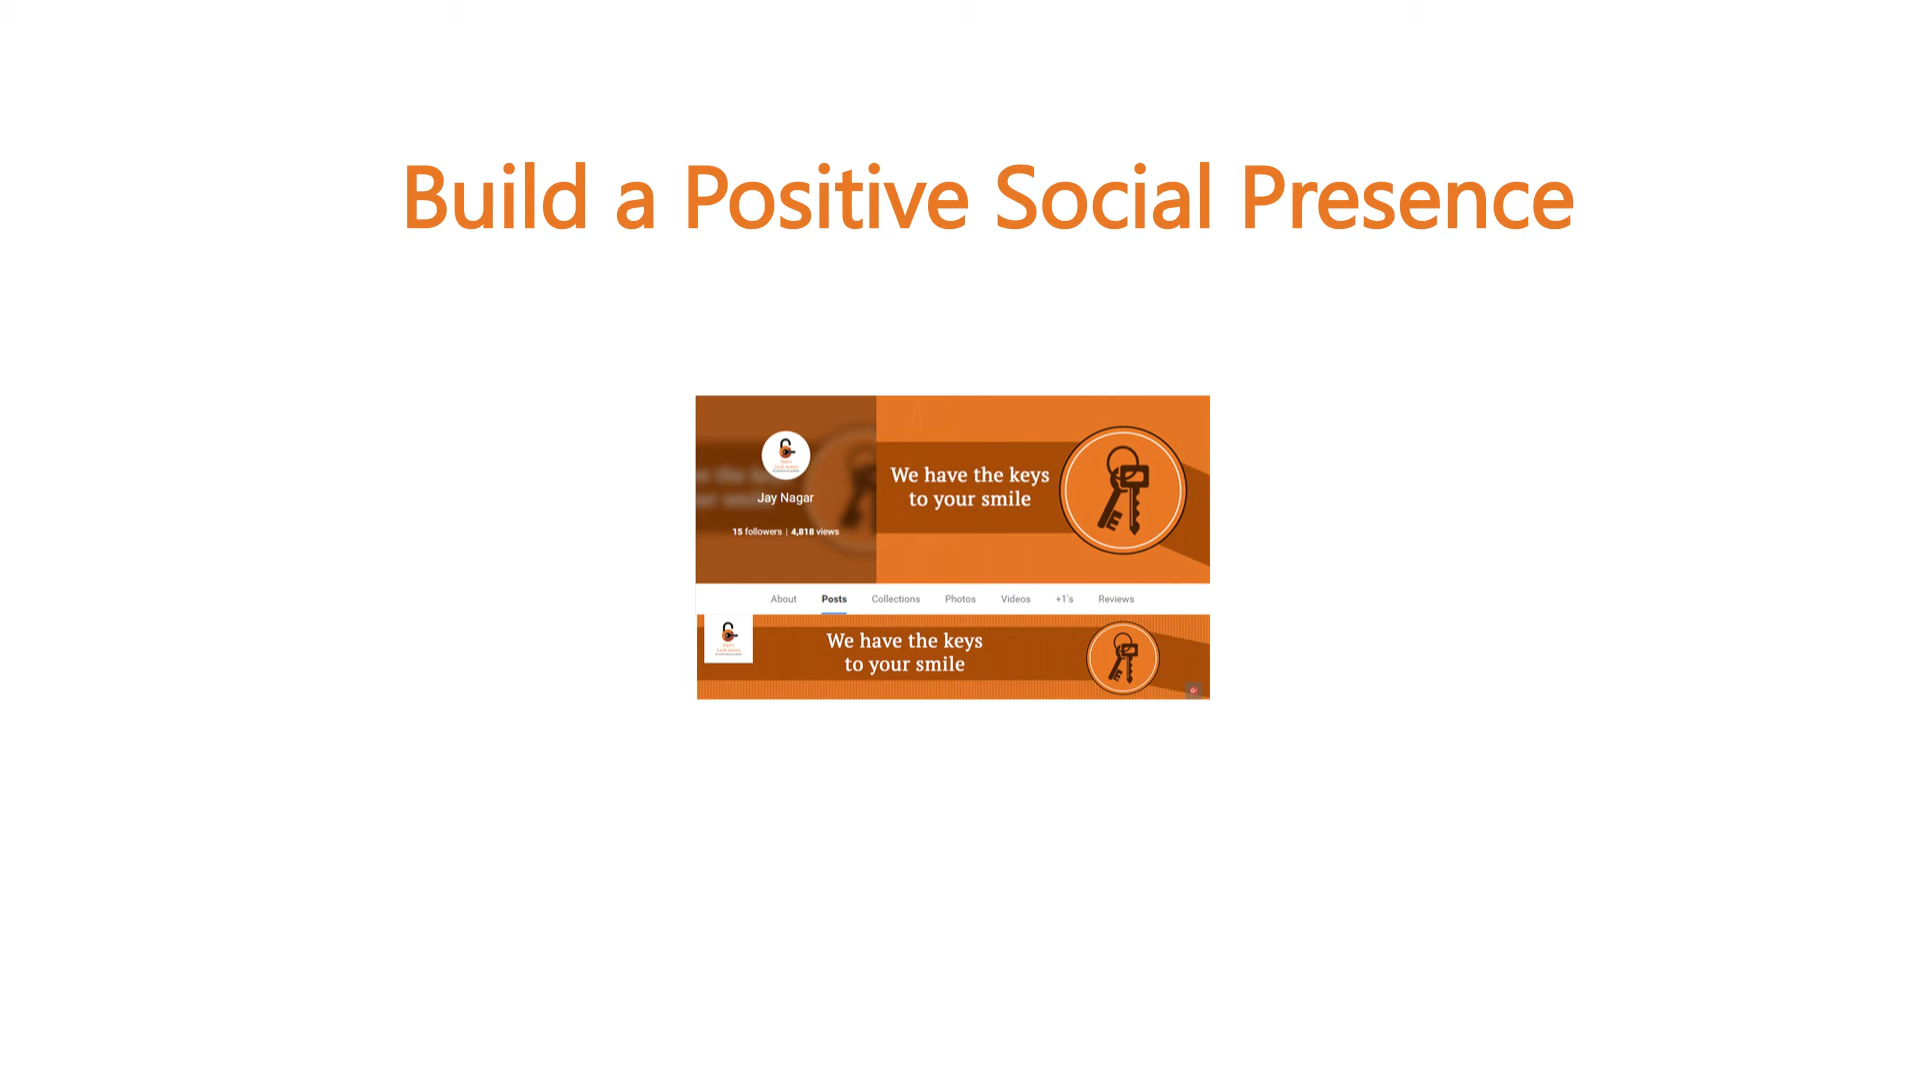 Build a Positive Social Presence
We have the keys
to your smile
Jay Nagar
15 followers | 4,818 views
About Posts Collections Photos Videos +1's Reviews
We have the keys
to your smile